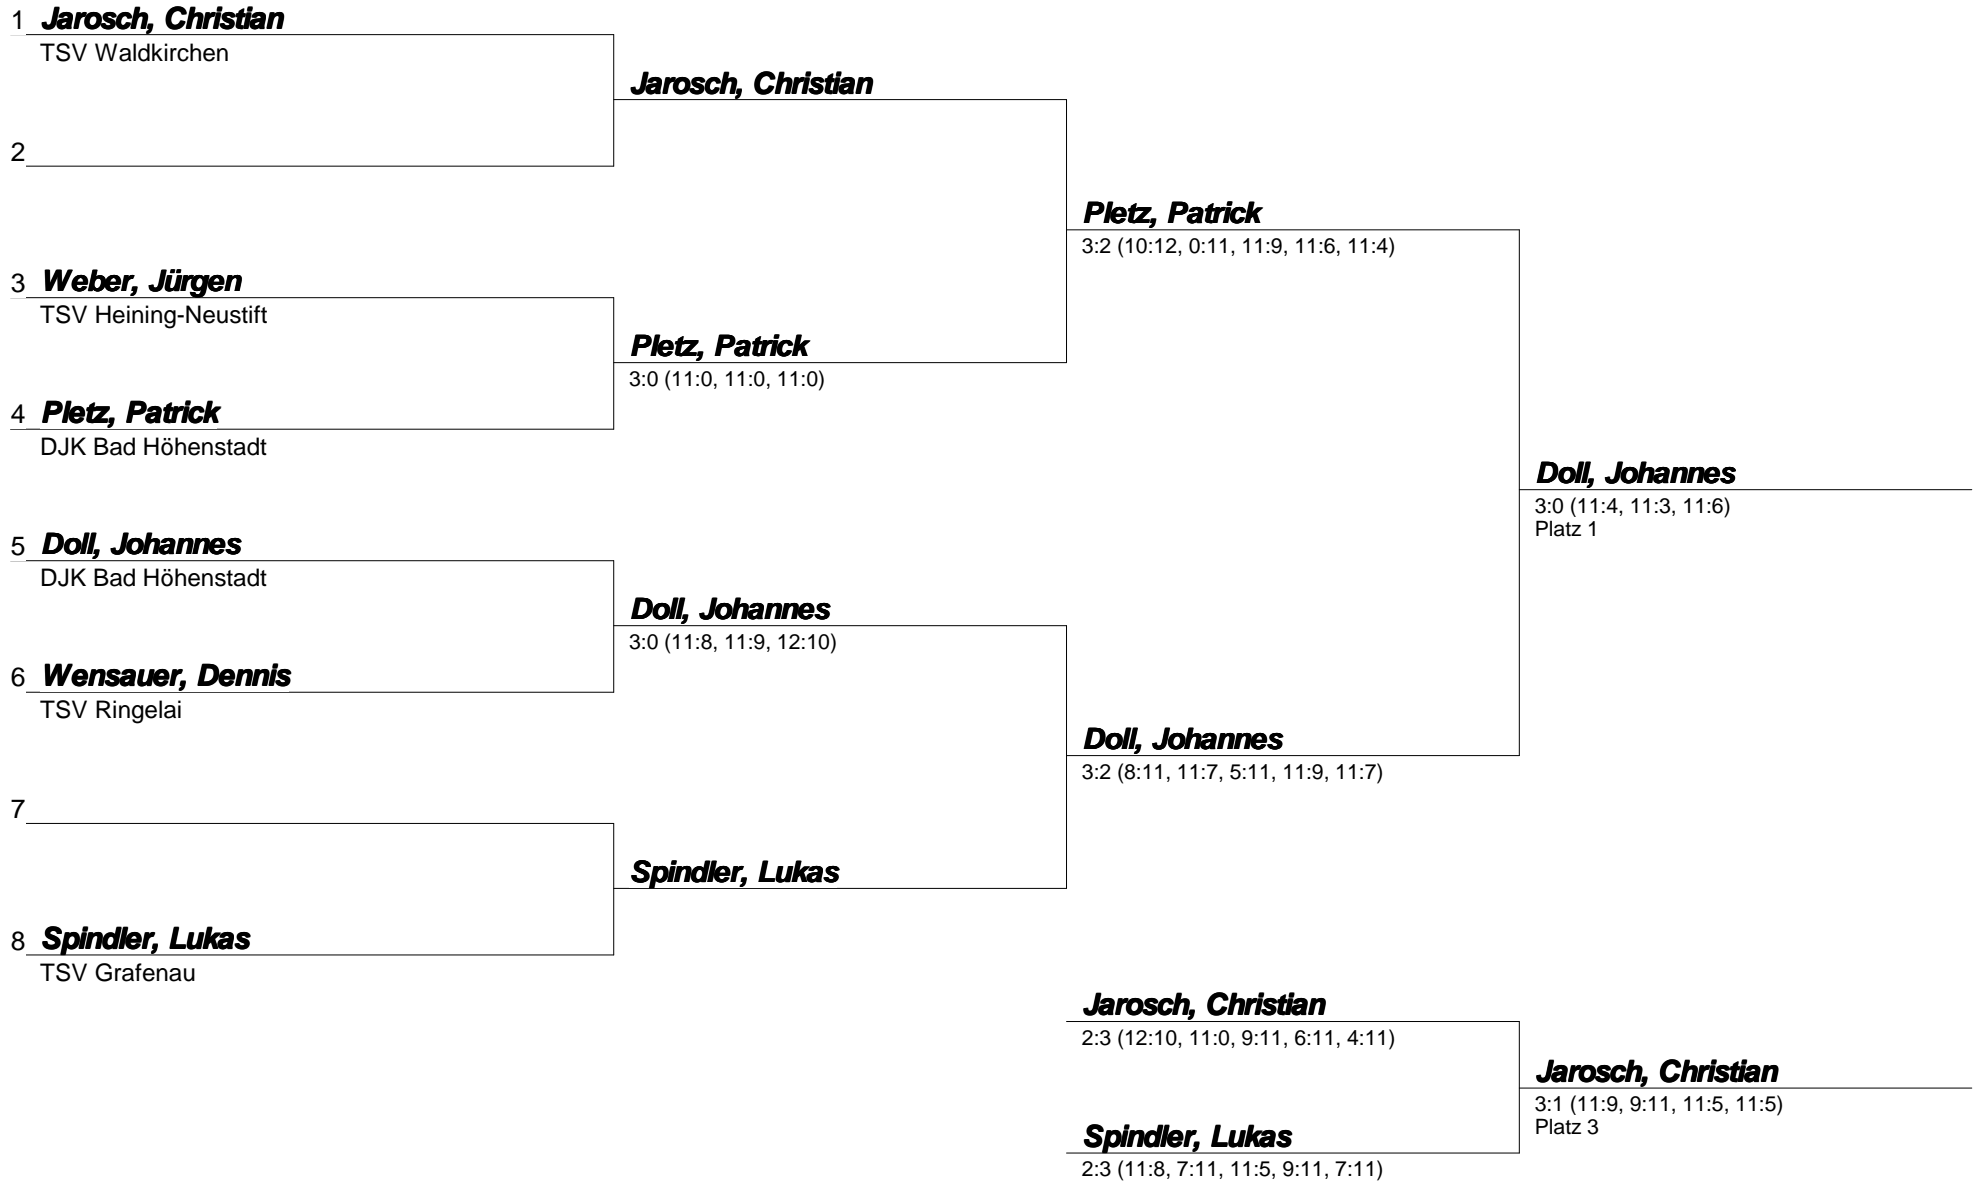 1 Jarosch, Christian
TSV Waldkirchen
Jarosch, Christian
2
Pletz, Patrick
3:2 (10:12, 0:11, 11:9, 11:6, 11:4)
3 Weber, Jürgen
TSV Heining-Neustift
Pletz, Patrick
3:0 (11:0, 11:0, 11:0)
4 Pletz, Patrick
DJK Bad Höhenstadt
Doll, Johannes
3:0 (11:4, 11:3, 11:6)
Platz 1
5 Doll, Johannes
DJK Bad Höhenstadt
Doll, Johannes
3:0 (11:8, 11:9, 12:10)
6 Wensauer, Dennis
TSV Ringelai
Doll, Johannes
3:2 (8:11, 11:7, 5:11, 11:9, 11:7)
7
Spindler, Lukas
8 Spindler, Lukas
TSV Grafenau
Jarosch, Christian
2:3 (12:10, 11:0, 9:11, 6:11, 4:11)
Jarosch, Christian
3:1 (11:9, 9:11, 11:5, 11:5)
Platz 3
Spindler, Lukas
2:3 (11:8, 7:11, 11:5, 9:11, 7:11)